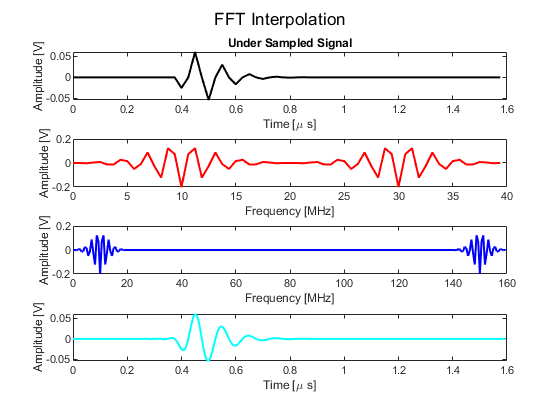 FFT Interpolation
Under Sampled Signal
Amplitude [V]
0.05
0
-0.05
0 0.2 0.4 0.6 0.8 1 1.2 1.4 1.6
Time [μ s]
Amplitude [V]
0.2
0
-0.2
0 5 10 15 20 25 30 35 40
Frequency [MHz]
Amplitude [V]
0.2
0
-0.2
0 20 40 60 80 100 120 140 160
Frequency [MHz]
Amplitude [V]
0.05
0
-0.05
0 0.2 0.4 0.6 0.8 1 1.2 1.4 1.6
Time [μ s]